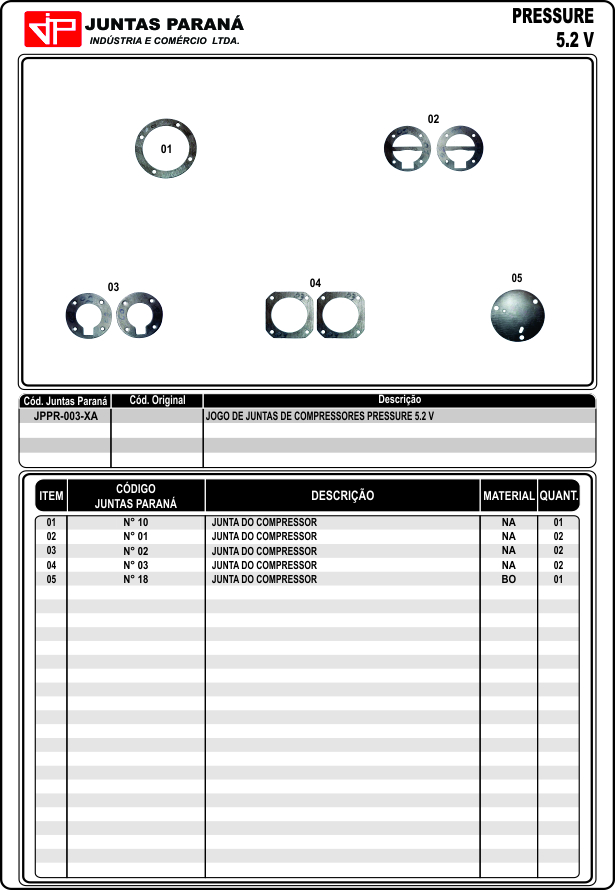 JP JUNTAS PARANÁ
INDÚSTRIA E COMÉRCIO LTDA.
PRESSURE
5.2 V
01
02
03
04
05
Cód. Juntas Paraná Cód. Original Descrição
JPPR-003-XA JOGO DE JUNTAS DE COMPRESSORES PRESSURE 5.2 V
ITEM CÓDIGO JUNTAS PARANÁ DESCRIÇÃO MATERIAL QUANT.
01 N° 10 JUNTA DO COMPRESSOR NA 01
02 N° 01 JUNTA DO COMPRESSOR NA 02
03 N° 02 JUNTA DO COMPRESSOR NA 02
04 N° 03 JUNTA DO COMPRESSOR NA 02
05 N° 18 JUNTA DO COMPRESSOR BO 01